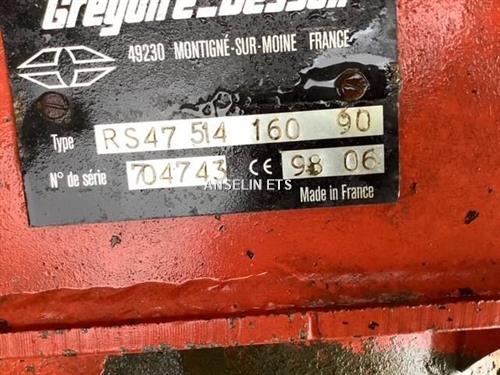 Grégoire-Besson
49230 MONTIGNÉ-SUR-MOINE FRANCE
Type RS47 514 160 90
N° de série 704743 CE 98 06
ANSELIN ETS
Made in France